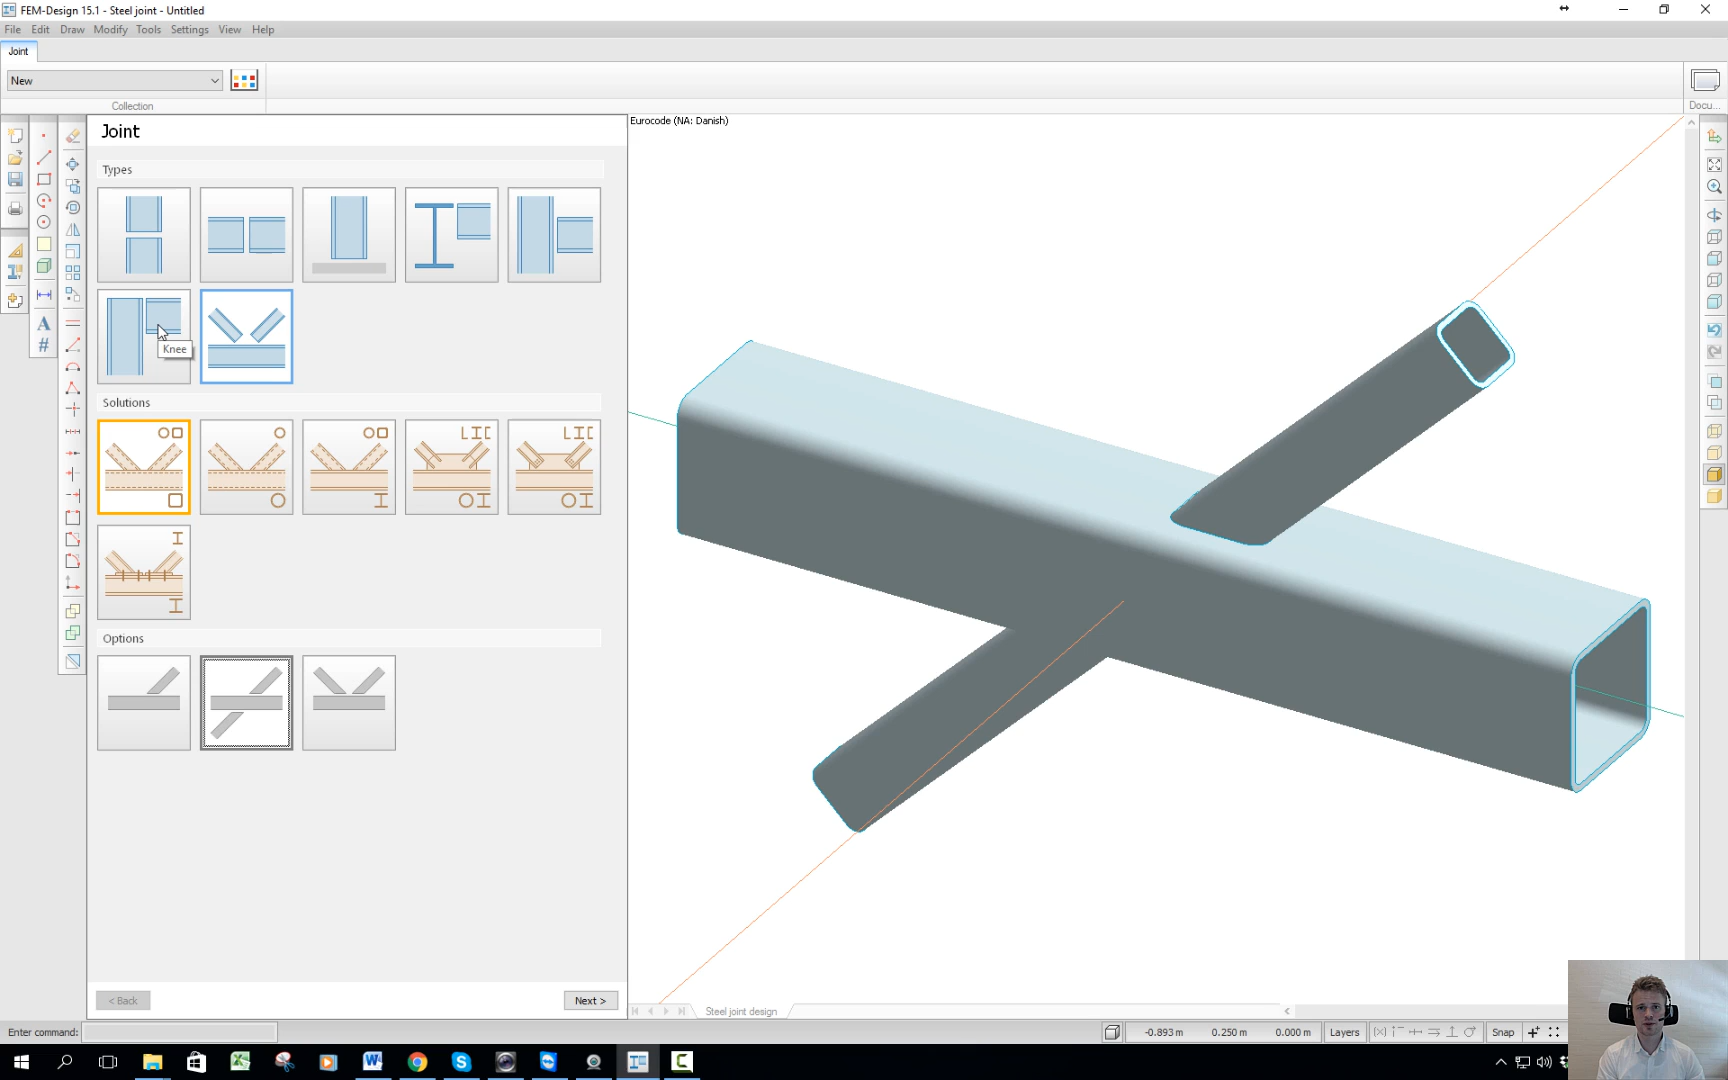 FEM-Design 15.1 - Steel joint - Untitled
File Edit Draw Modify Tools Settings View Help
Joint
New
Collection
Docu...
Joint
Eurocode (NA: Danish)
Types
Knee
Solutions
Options
A
#
< Back
Next >
Steel joint design
Enter command:
-0.893 m 0.250 m 0.000 m Layers Snap